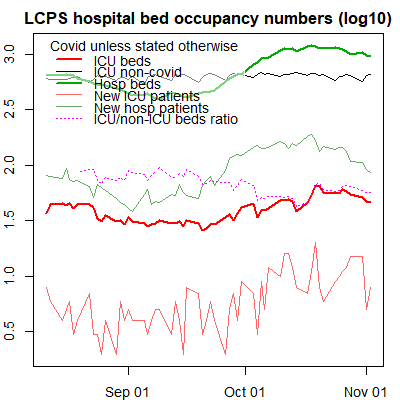 LCPS hospital bed occupancy numbers (log10)
Covid unless stated otherwise
ICU beds
ICU non-covid
Hosp beds
New ICU patients
New hosp patients
ICU/non-ICU beds ratio
3.0
2.5
2.0
1.5
1.0
0.5
Sep 01
Oct 01
Nov 01